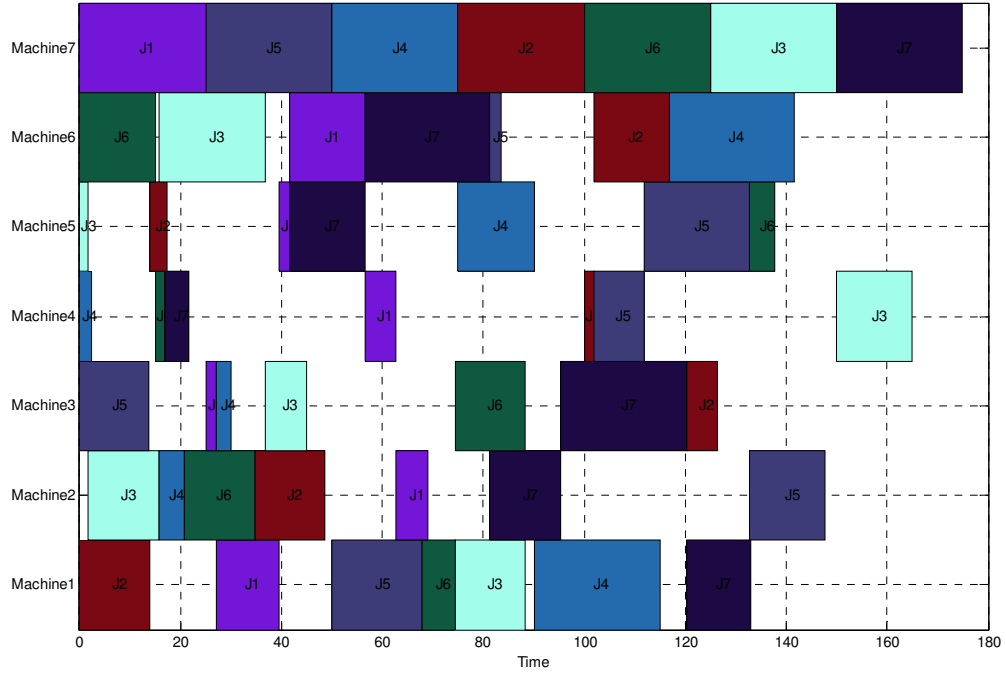 Machine7 J1 J5 J4 J2 J6 J3 J7
Machine6 J6 J3 J1 J7 J5 J2 J4
Machine5 J3 J2 J J7 J4 J5 J6
Machine4 J4 J J7 J1 J J5 J3
Machine3 J5 J J4 J3 J6 J7 J2
Machine2 J3 J4 J6 J2 J1 J7 J5
Machine1 J2 J1 J5 J6 J3 J4 J7
0 20 40 60 80 100 120 140 160 180
Time